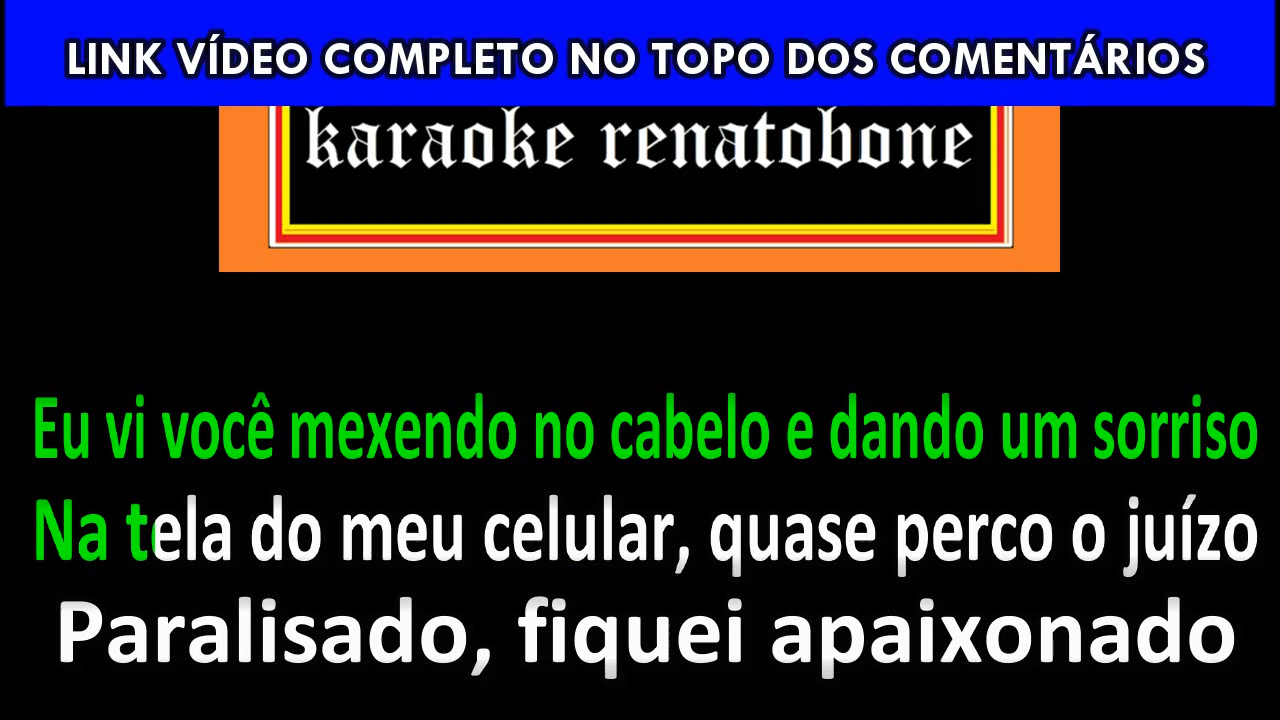 LINK VÍDEO COMPLETO NO TOPO DOS COMENTÁRIOS
karaoke renatobone
Eu vi você mexendo no cabelo e dando um sorriso
Na tela do meu celular, quase perco o juízo
Paralisado, fiquei apaixonado